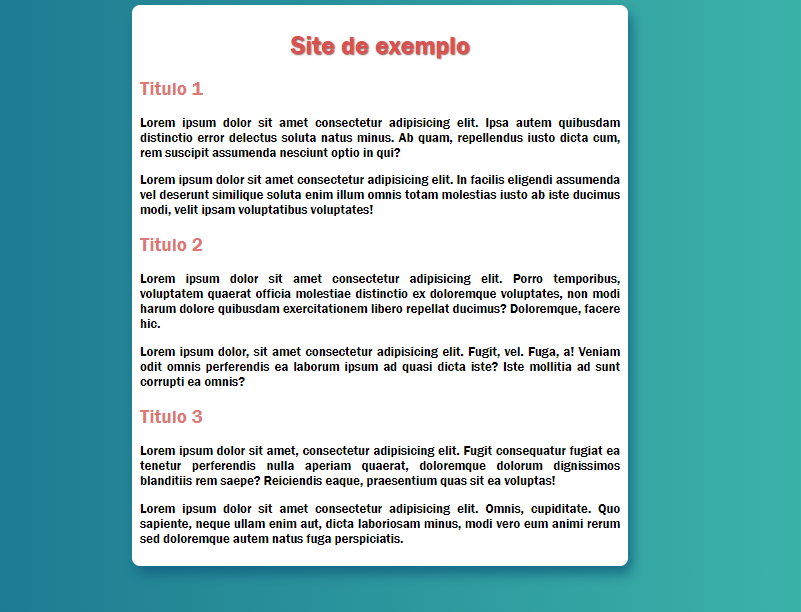 Site de exemplo
Titulo 1
Lorem ipsum dolor sit amet consectetur adipisicing elit. Ipsa autem quibusdam
distinctio error delectus soluta natus minus. Ab quam, repellendus iusto dicta cum,
rem suscipit assumenda nesciunt optio in qui?
Lorem ipsum dolor sit amet consectetur adipisicing elit. In facilis eligendi assumenda
vel deserunt similique soluta enim illum omnis totam molestias iusto ab iste ducimus
modi, velit ipsam voluptatibus voluptates!
Titulo 2
Lorem ipsum dolor sit amet consectetur adipisicing elit. Porro temporibus,
voluptatem quaerat officia molestiae distinctio ex doloremque voluptates, non modi
harum dolore quibusdam exercitationem libero repellat ducimus? Doloremque, facere
hic.
Lorem ipsum dolor, sit amet consectetur adipisicing elit. Fugit, vel. Fuga, a! Veniam
odit omnis perferendis ea laborum ipsum ad quasi dicta iste? Iste mollitia ad sunt
corrupti ea omnis?
Titulo 3
Lorem ipsum dolor sit amet, consectetur adipisicing elit. Fugit consequatur fugiat ea
tenetur perferendis nulla aperiam quaerat, doloremque dolorum dignissimos
blanditiis rem saepe? Reiciendis eaque, praesentium quas sit ea voluptas!
Lorem ipsum dolor sit amet consectetur adipisicing elit. Omnis, cupiditate. Quo
sapiente, neque ullam enim aut, dicta laboriosam minus, modi vero eum animi rerum
sed doloremque autem natus fuga perspiciatis.